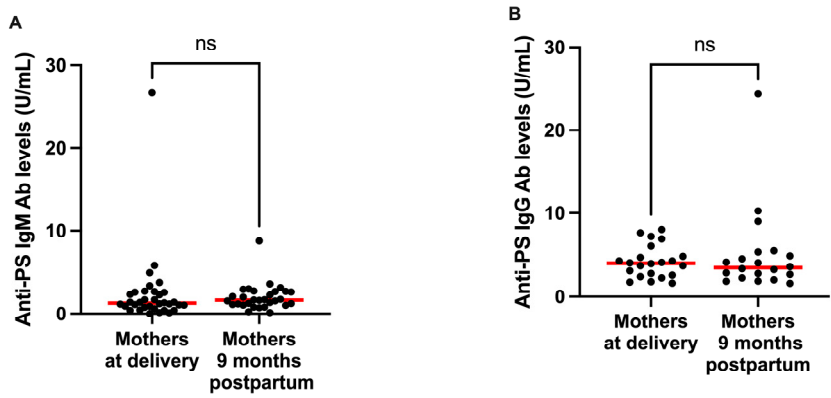 A
Anti-PS IgM Ab levels (U/mL)
30
20
10
0
ns
Mothers
at delivery
Mothers
9 months
postpartum
B
Anti-PS IgG Ab levels (U/mL)
30
20
10
0
ns
Mothers
at delivery
Mothers
9 months
postpartum